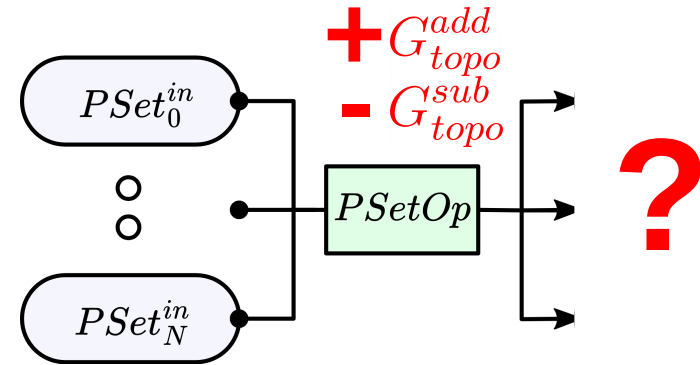 + G_{topo}^{add}
- G_{topo}^{sub}
PSet_0^{in}
PSetOp
?
PSet_N^{in}